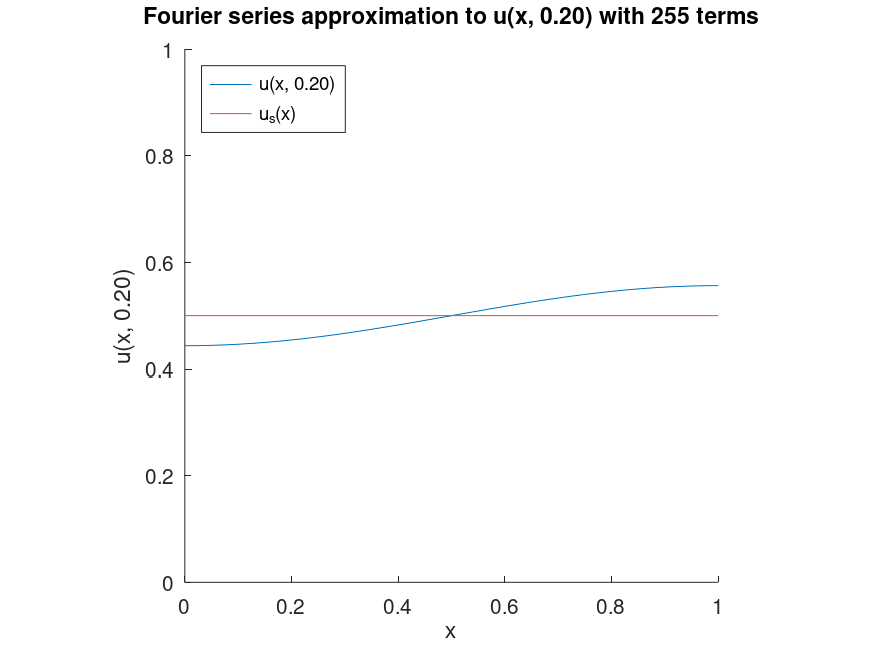 Fourier series approximation to u(x, 0.20) with 255 terms
1
u(x, 0.20)
uₛ(x)
0.8
0.6
u(x, 0.20)
0.4
0.2
0
0 0.2 0.4 0.6 0.8 1
x